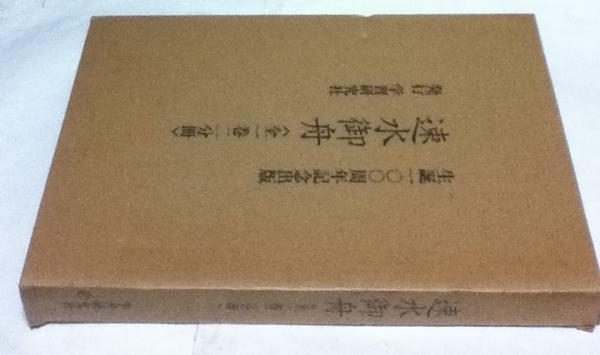 生誕一〇〇周年記念出版
速水御舟
〈全一巻二分冊〉
発行 学習研究社
速水御舟